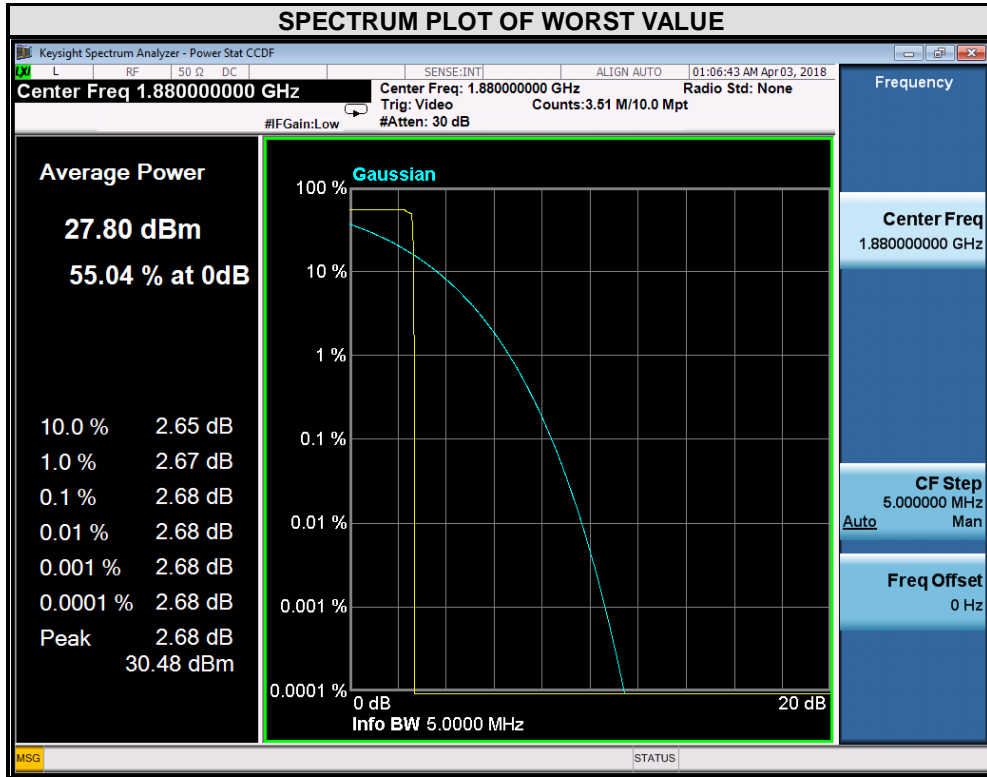 SPECTRUM PLOT OF WORST VALUE
Keysight Spectrum Analyzer - Power Stat CCDF
LXI L RF 50 Ω DC SENSE:INT ALIGN AUTO 01:06:43 AM Apr 03, 2018
Center Freq 1.880000000 GHz
Center Freq: 1.880000000 GHz Radio Std: None
Trig: Video Counts:3.51 M/10.0 Mpt
#IFGain:Low #Atten: 30 dB
Average Power
27.80 dBm
55.04 % at 0dB
10.0 % 2.65 dB
1.0 % 2.67 dB
0.1 % 2.68 dB
0.01 % 2.68 dB
0.001 % 2.68 dB
0.0001 % 2.68 dB
Peak 2.68 dB
30.48 dBm
Gaussian
100 %
10 %
1 %
0.1 %
0.01 %
0.001 %
0.0001 %
0 dB 20 dB
Info BW 5.0000 MHz
Frequency
Center Freq
1.880000000 GHz
CF Step
5.000000 MHz
Auto Man
Freq Offset
0 Hz
MSG STATUS